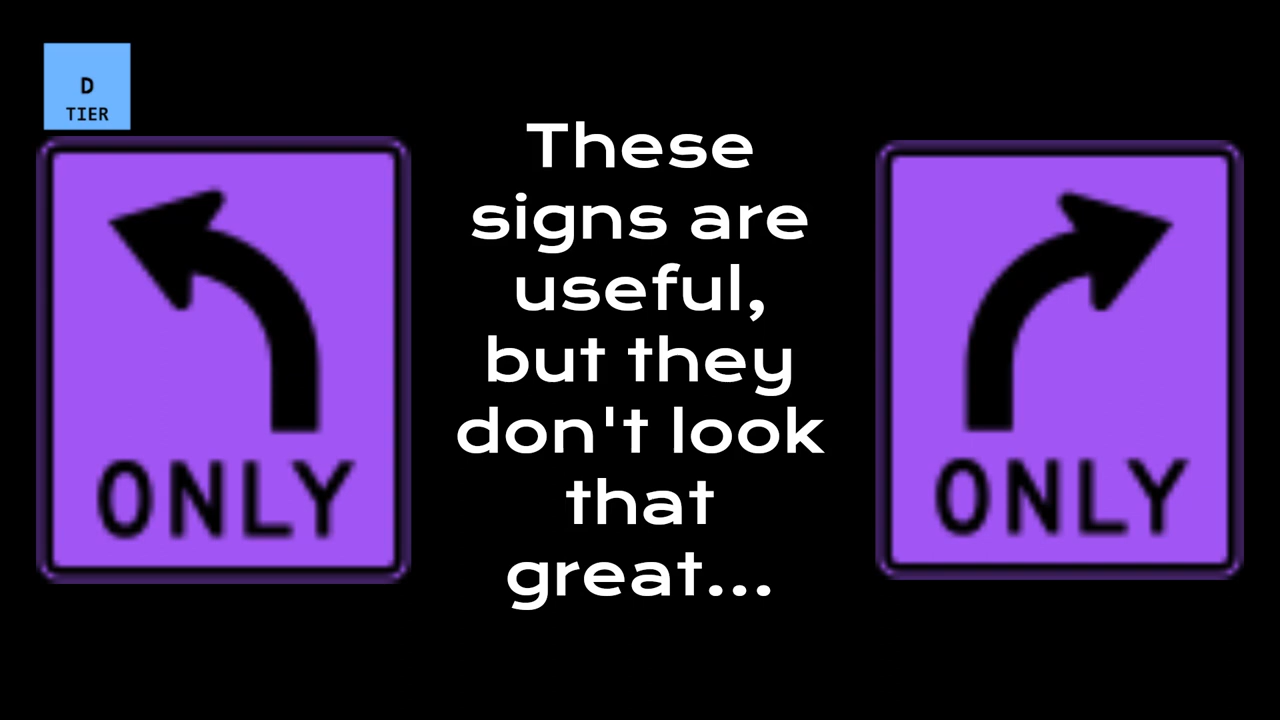 D
TIER
These
signs are
useful,
but they
don't look
that
great...
ONLY
ONLY